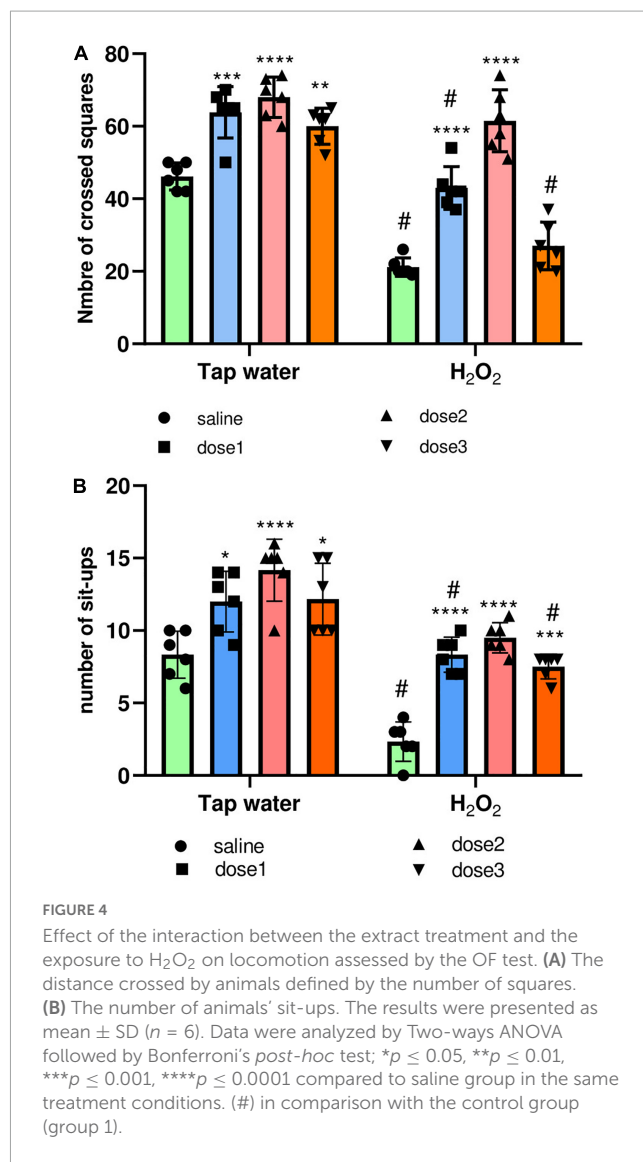 A
Nmbre of crossed squares
80
60
40
20
0
***
****
**
#
#
****
****
#
Tap water
H₂O₂
saline
dose1
dose2
dose3
B
number of sit-ups
20
15
10
5
0
*
****
*
#
#
****
****
#
***
Tap water
H₂O₂
saline
dose1
dose2
dose3
FIGURE 4
Effect of the interaction between the extract treatment and the
exposure to H₂O₂ on locomotion assessed by the OF test. (A) The
distance crossed by animals defined by the number of squares.
(B) The number of animals' sit-ups. The results were presented as
mean ± SD (n = 6). Data were analyzed by Two-ways ANOVA
followed by Bonferroni's post-hoc test; *p ≤ 0.05, **p ≤ 0.01,
***p ≤ 0.001, ****p ≤ 0.0001 compared to saline group in the same
treatment conditions. (#) in comparison with the control group
(group 1).